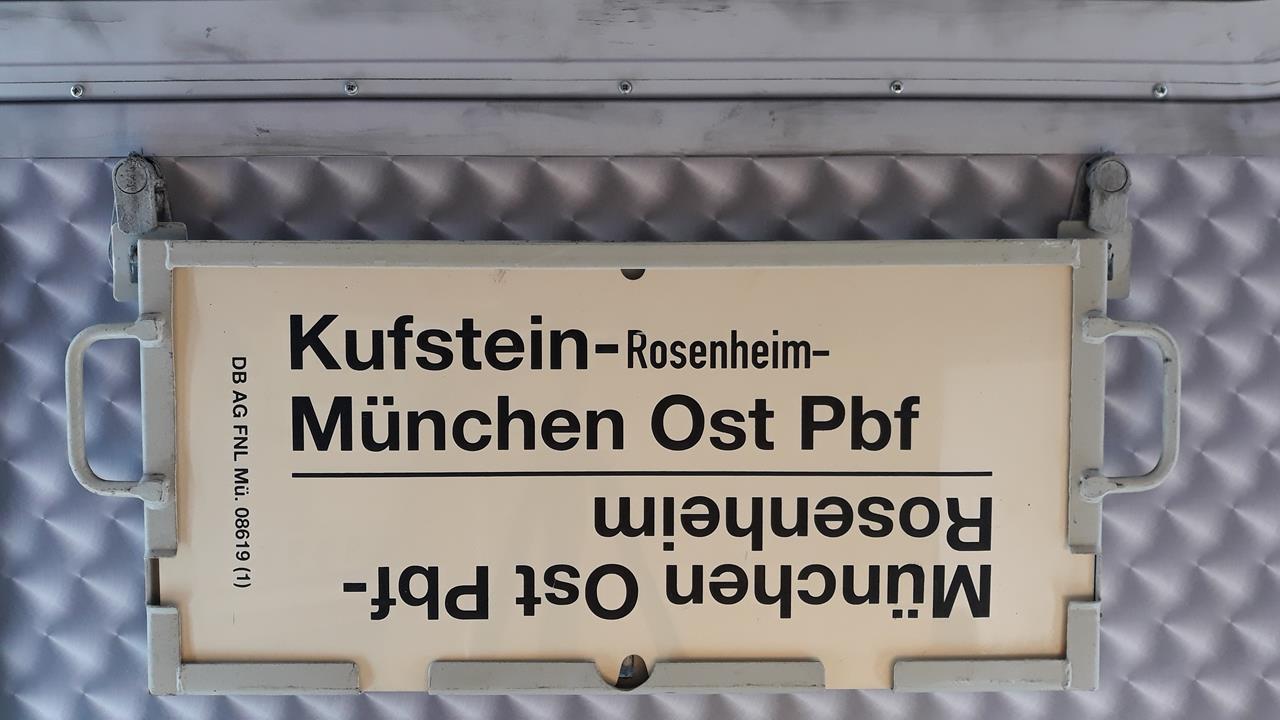 Kufstein-Rosenheim-
München Ost Pbf
München Ost Pbf-
Rosenheim
DB AG FNL Mü. 08619 (1)